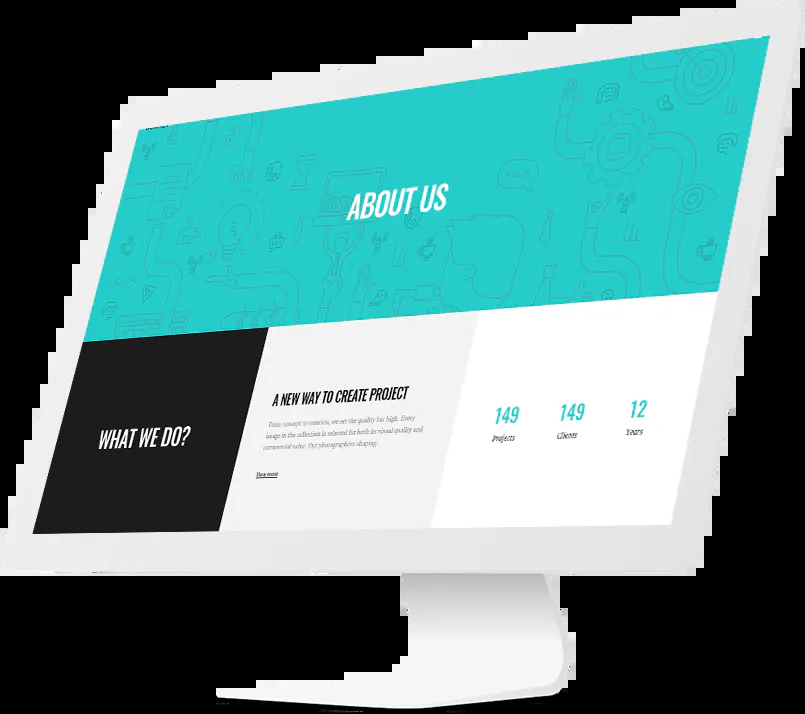 ABOUT US
WHAT WE DO?
A NEW WAY TO CREATE PROJECT
From concept to creation, we set the quality bar high. Every
image in the collection is selected for both its visual quality and
commercial value. Our photographers shaping.
View more
149
Projects
149
Clients
12
Years